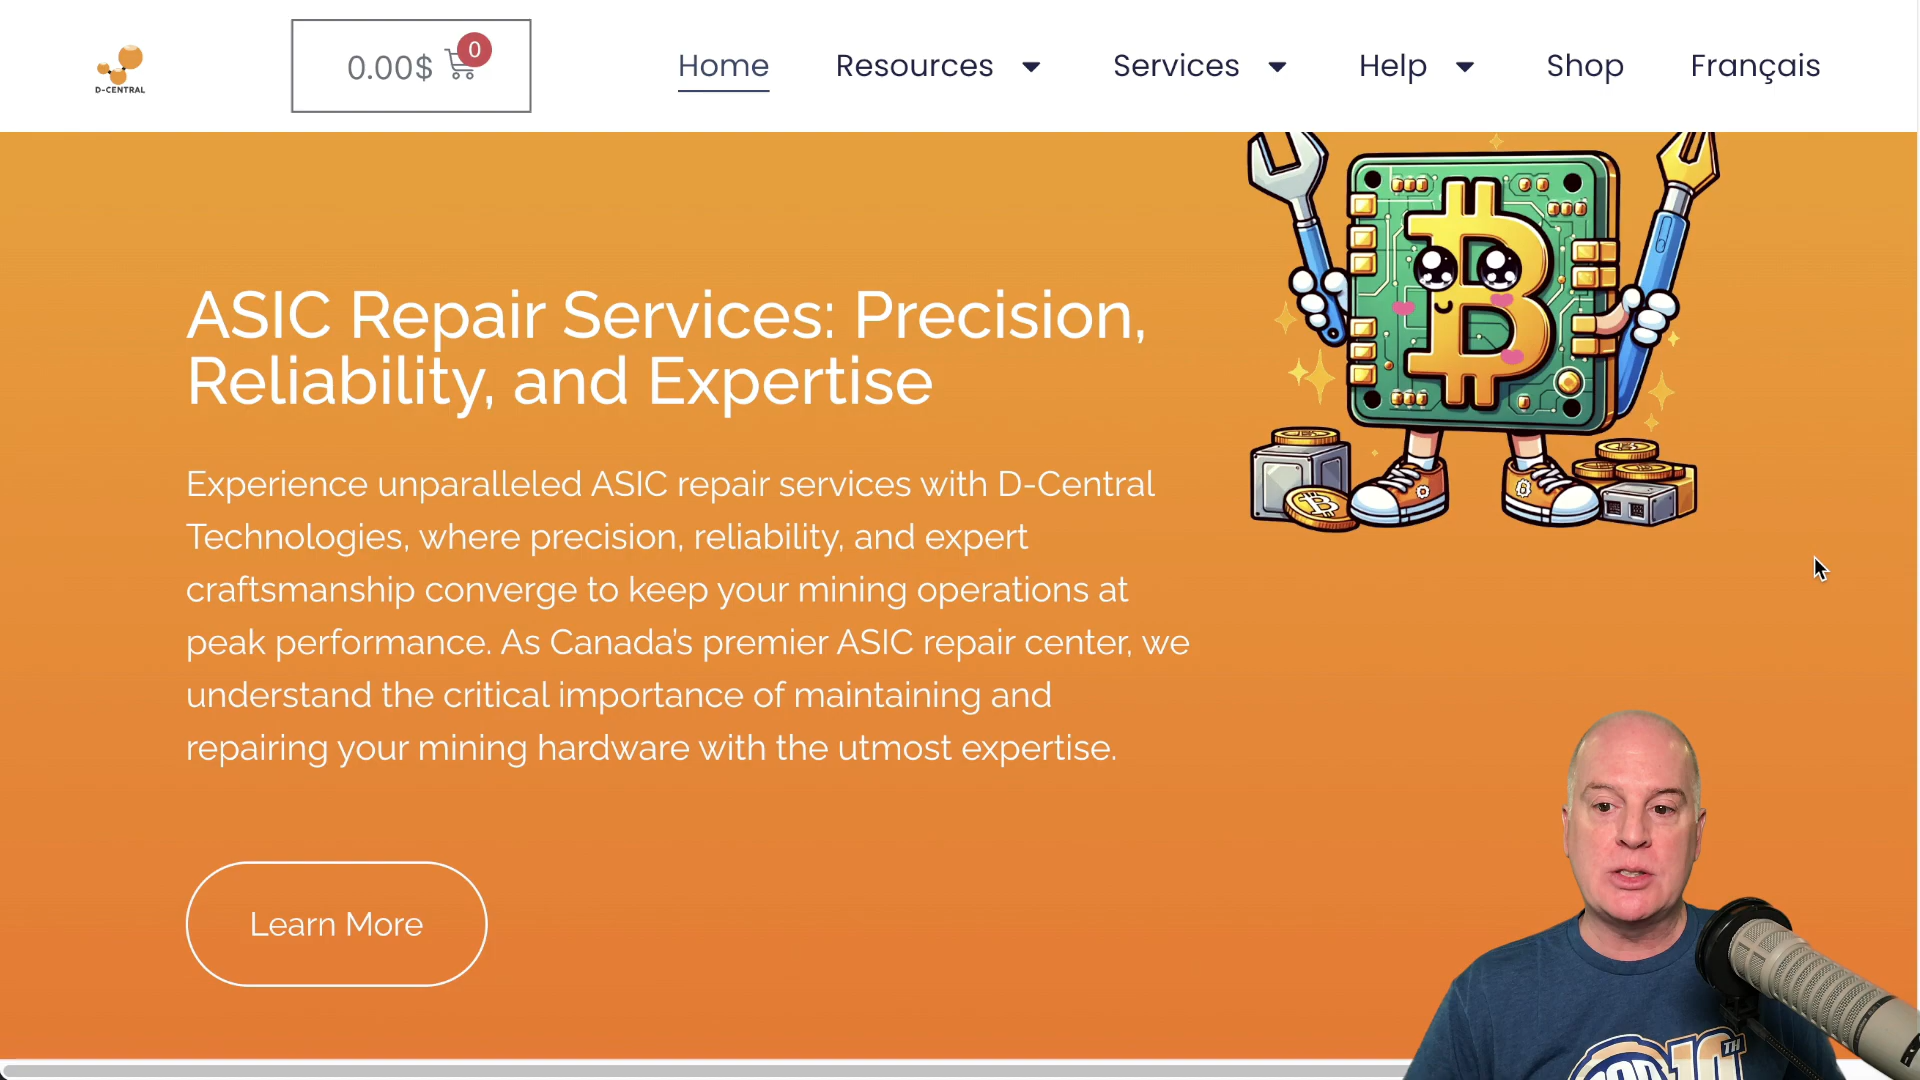 D-CENTRAL
0.00$ 0
Home
Resources
Services
Help
Shop
Français
ASIC Repair Services: Precision,
Reliability, and Expertise
Experience unparalleled ASIC repair services with D-Central
Technologies, where precision, reliability, and expert
craftsmanship converge to keep your mining operations at
peak performance. As Canada’s premier ASIC repair center, we
understand the critical importance of maintaining and
repairing your mining hardware with the utmost expertise.
Learn More
TH